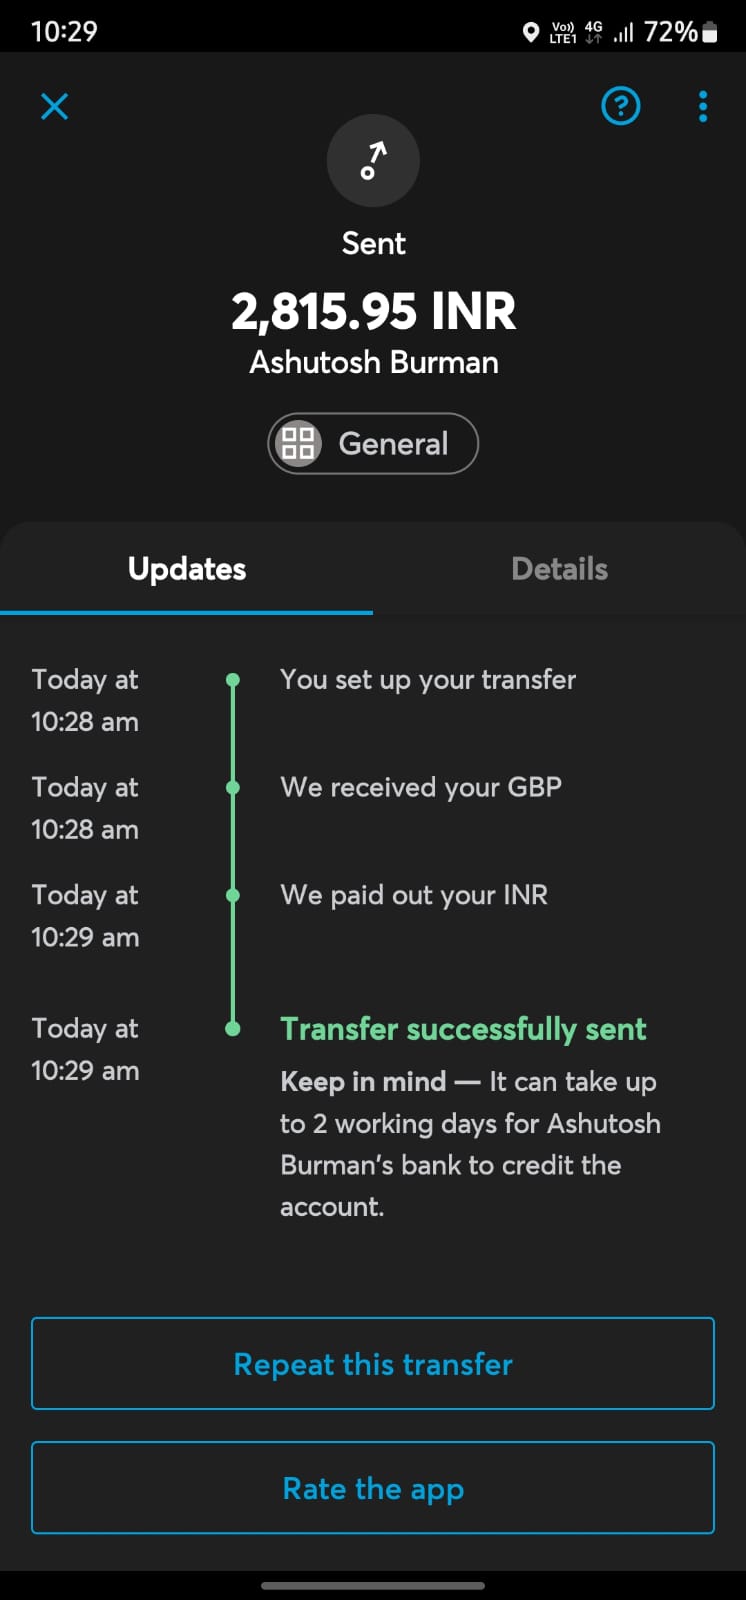 10:29
Vo)) LTE1 4G 72%
?
Sent
2,815.95 INR
Ashutosh Burman
General
Updates Details
Today at
10:28 am
You set up your transfer
Today at
10:28 am
We received your GBP
Today at
10:29 am
We paid out your INR
Today at
10:29 am
Transfer successfully sent
Keep in mind — It can take up
to 2 working days for Ashutosh
Burman's bank to credit the
account.
Repeat this transfer
Rate the app